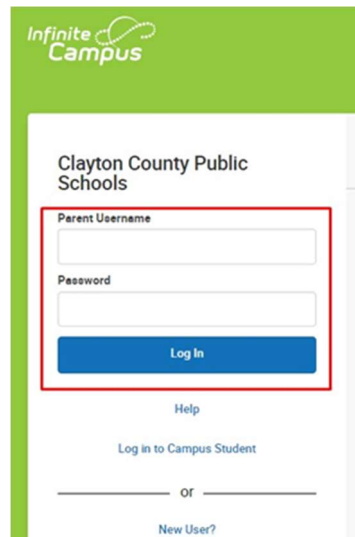 Infinite
Campus
Clayton County Public
Schools
Parent Username
Password
Log In
Help
Log in to Campus Student
or
New User?